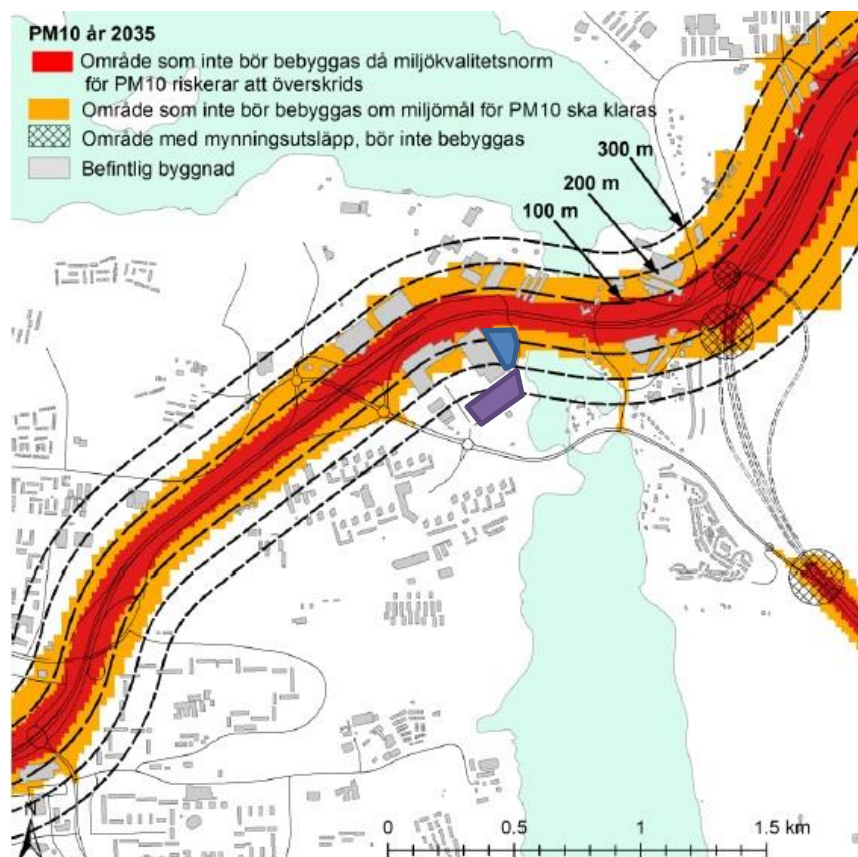 PM10 år 2035
Område som inte bör bebyggas då miljökvalitetsnorm
för PM10 riskerar att överskrids
Område som inte bör bebyggas om miljömål för PM10 ska klaras
Område med mynningsutsläpp, bör inte bebyggas
Befintlig byggnad
300 m
200 m
100 m
N
0 0.5 1 1.5 km